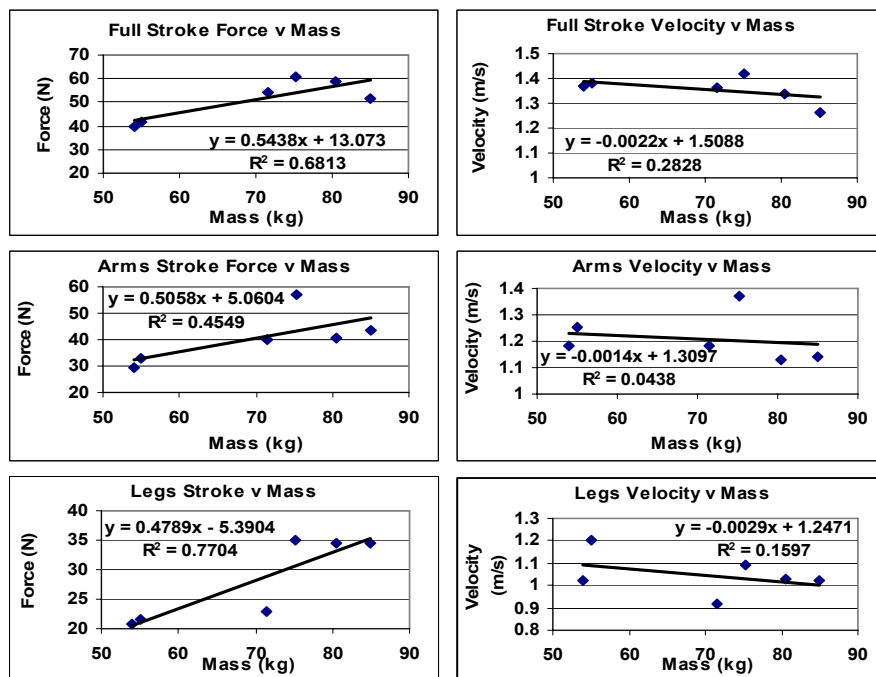 Full Stroke Force v Mass
Force (N)
70
60
50
40
30
20
y = 0.5438x + 13.073
R² = 0.6813
50 60 70 80 90
Mass (kg)
Full Stroke Velocity v Mass
Velocity (m/s)
1.5
1.4
1.3
1.2
1.1
1
y = -0.0022x + 1.5088
R² = 0.2828
50 60 70 80 90
Mass (kg)
Arms Stroke Force v Mass
Force (N)
60
50
40
30
20
y = 0.5058x + 5.0604
R² = 0.4549
50 60 70 80 90
Mass (kg)
Arms Velocity v Mass
Velocity (m/s)
1.4
1.3
1.2
1.1
1
y = -0.0014x + 1.3097
R² = 0.0438
50 60 70 80 90
Mass (kg)
Legs Stroke v Mass
Force (N)
40
35
30
25
20
y = 0.4789x - 5.3904
R² = 0.7704
50 60 70 80 90
Mass (kg)
Legs Velocity v Mass
Velocity
(m/s)
1.3
1.2
1.1
1
0.9
0.8
y = -0.0029x + 1.2471
R² = 0.1597
50 60 70 80 90
Mass (kg)